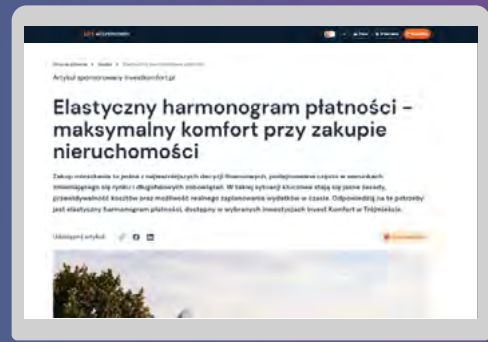 Artykuł sponsorowany investkomfort.pl
Elastyczny harmonogram płatności –
maksymalny komfort przy zakupie
nieruchomości
Zakup mieszkania to jedna z najważniejszych decyzji finansowych, podejmowana często w warunkach
zmieniającego się rynku i długofalowych zobowiązań. W takiej sytuacji kluczowe stają się jasne zasady,
przewidywalność kosztów oraz możliwość realnego zaplanowania wydatków w czasie. Odpowiedzią na te potrzeby
jest elastyczny harmonogram płatności, dostępny w wybranych inwestycjach Invest Komfort w Trójmieście.
Udostępnij artykuł